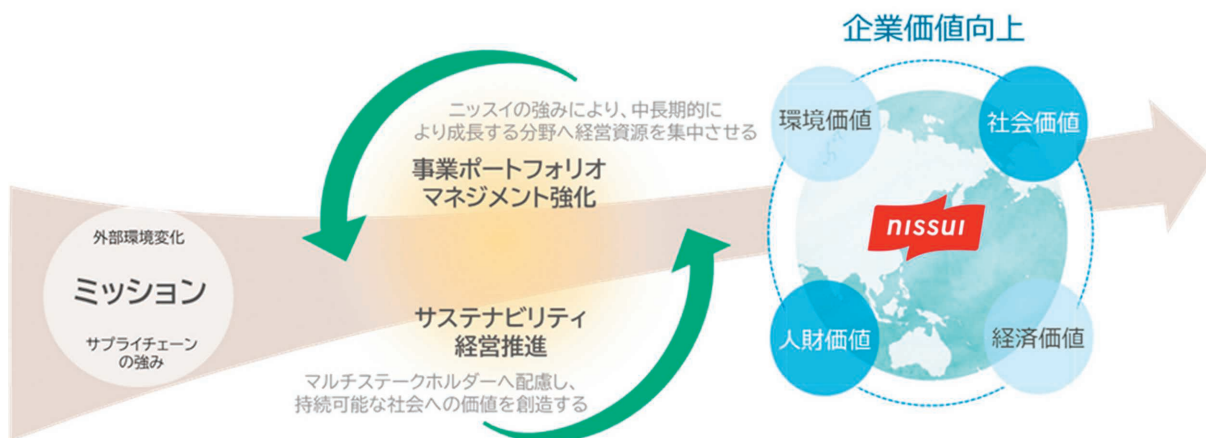 企業価値向上
ニッスイの強みにより、中長期的に
より成長する分野へ経営資源を集中させる
事業ポートフォリオ
マネジメント強化
外部環境変化
ミッション
サプライチェーン
の強み
サステナビリティ
経営推進
マルチステークホルダーへ配慮し、
持続可能な社会への価値を創造する
環境価値
社会価値
nissui
人財価値
経済価値